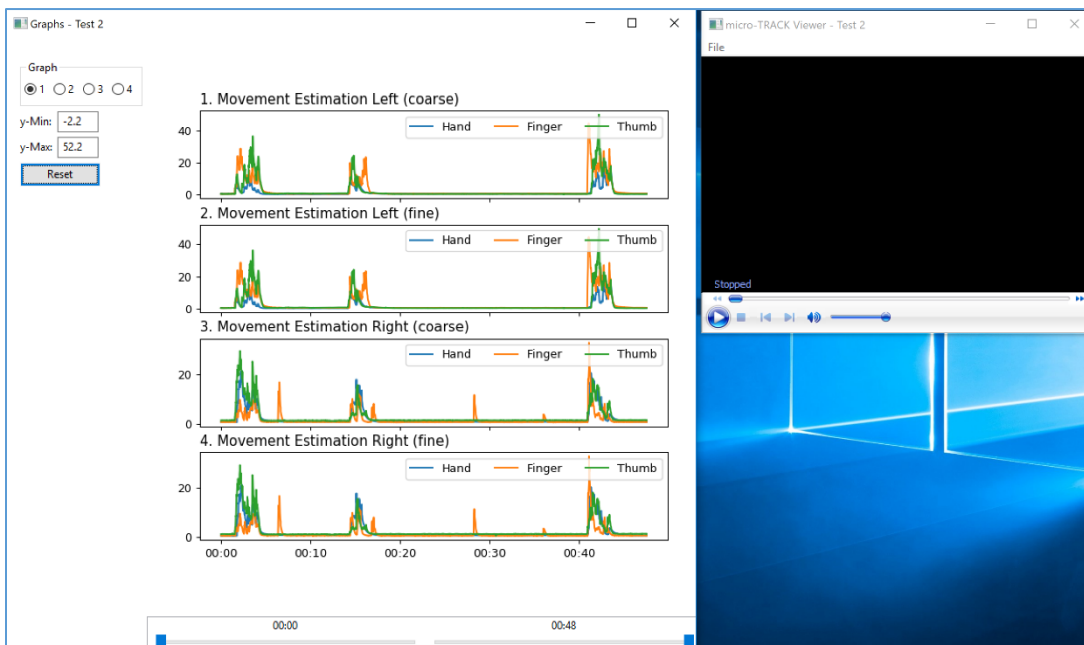 Graphs - Test 2
Graph
1 2 3 4
y-Min: -2.2
y-Max: 52.2
Reset
1. Movement Estimation Left (coarse)
Hand Finger Thumb
40
20
0
2. Movement Estimation Left (fine)
Hand Finger Thumb
40
20
0
3. Movement Estimation Right (coarse)
Hand Finger Thumb
20
0
4. Movement Estimation Right (fine)
Hand Finger Thumb
20
0
00:00 00:10 00:20 00:30 00:40
00:00 00:48
micro-TRACK Viewer - Test 2
File
Stopped